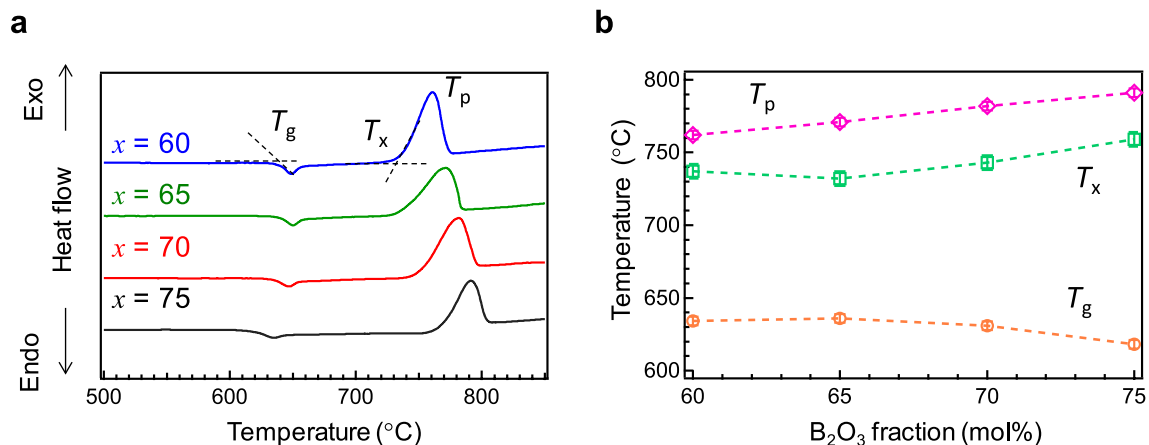 a
Exo
Heat flow
Endo
x = 60
x = 65
x = 70
x = 75
Tg
Tx
Tp
500
600
700
800
Temperature (°C)
b
Temperature (°C)
800
750
700
650
600
Tp
Tx
Tg
60
65
70
75
B₂O₃ fraction (mol%)